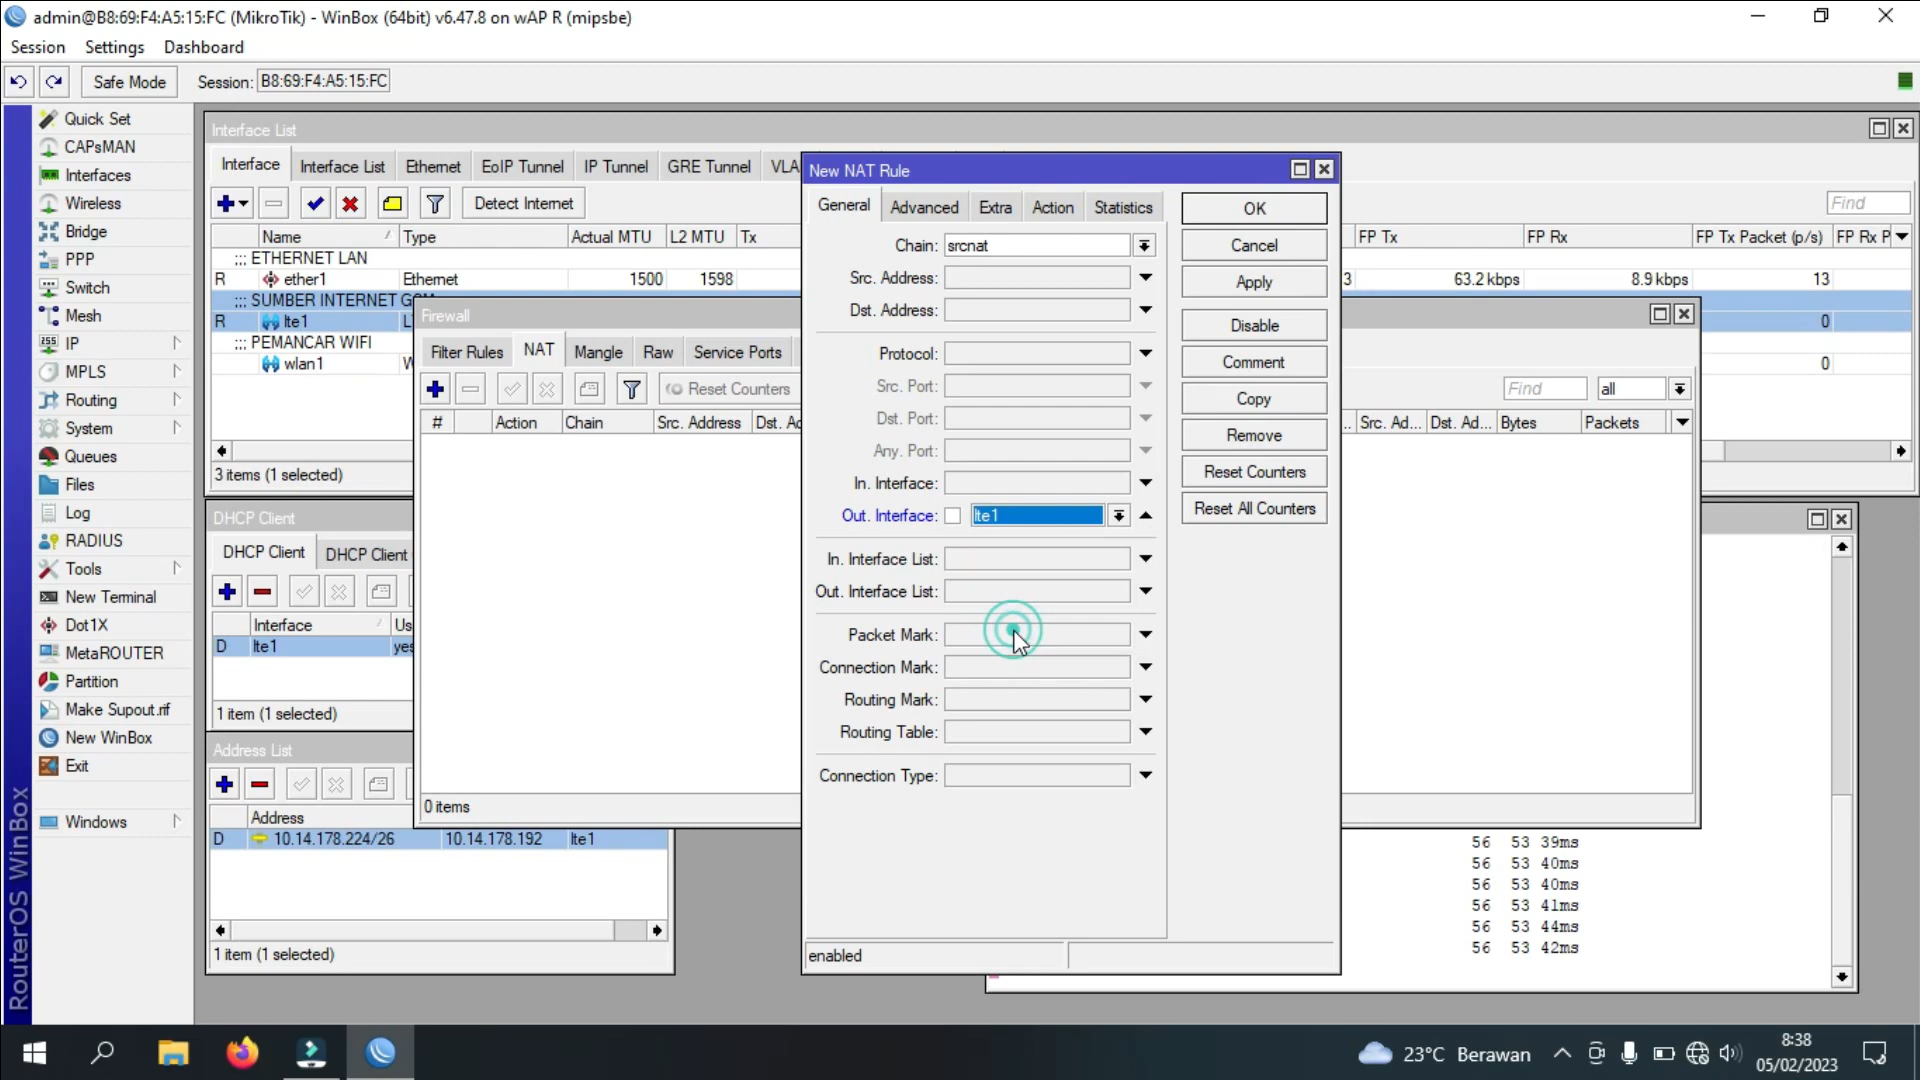 admin@B8:69:F4:A5:15:FC (MikroTik) - WinBox (64bit) v6.47.8 on wAP R (mipsbe)
Session Settings Dashboard
Safe Mode Session: B8:69:F4:A5:15:FC
Quick Set
CAPsMAN
Interfaces
Wireless
Bridge
PPP
Switch
Mesh
IP
MPLS
Routing
System
Queues
Files
Log
RADIUS
Tools
New Terminal
Dot1X
MetaROUTER
Partition
Make Supout.rif
New WinBox
Exit
Windows
RouterOS WinBox
Interface List
Interface Interface List Ethernet EoIP Tunnel IP Tunnel GRE Tunnel VLA
Detect Internet Find
Name Type Actual MTU L2 MTU Tx FP Tx FP Rx FP Tx Packet (p/s) FP Rx P
;;; ETHERNET LAN
R ether1 Ethernet 1500 1598 3 63.2 kbps 8.9 kbps 13
;;; SUMBER INTERNET GSM
R lte1 L 0
;;; PEMANCAR WIFI
wlan1 W 0
3 items (1 selected)
Firewall
Filter Rules NAT Mangle Raw Service Ports
Reset Counters Find all
# Action Chain Src. Address Dst. Ad .. Src. Ad... Dst. Ad... Bytes Packets
0 items
DHCP Client
DHCP Client DHCP Client
Interface Us
D lte1 yes
1 item (1 selected)
Address List
Address
D 10.14.178.224/26 10.14.178.192 lte1
1 item (1 selected)
New NAT Rule
General Advanced Extra Action Statistics
Chain: srcnat
Src. Address:
Dst. Address:
Protocol:
Src. Port:
Dst. Port:
Any. Port:
In. Interface:
Out. Interface: lte1
In. Interface List:
Out. Interface List:
Packet Mark:
Connection Mark:
Routing Mark:
Routing Table:
Connection Type:
enabled
OK
Cancel
Apply
Disable
Comment
Copy
Remove
Reset Counters
Reset All Counters
56 53 39ms
56 53 40ms
56 53 40ms
56 53 41ms
56 53 44ms
56 53 42ms
23°C Berawan
8:38
05/02/2023